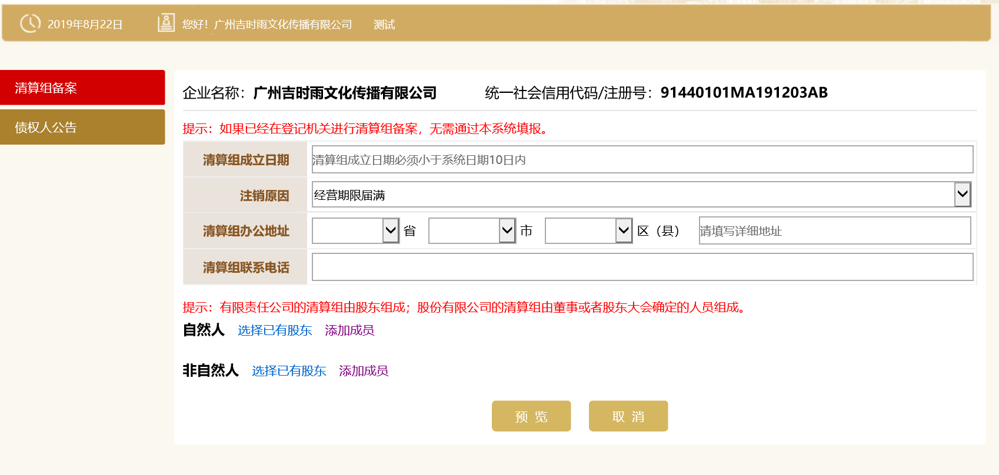 2019年8月22日 您好！广州吉时雨文化传播有限公司 测试
清算组备案
债权人公告
企业名称：广州吉时雨文化传播有限公司 统一社会信用代码/注册号：91440101MA191203AB
提示：如果已经在登记机关进行清算组备案，无需通过本系统填报。
清算组成立日期 清算组成立日期必须小于系统日期10日内
注销原因 经营期限届满
清算组办公地址 省 市 区（县） 请填写详细地址
清算组联系电话
提示：有限责任公司的清算组由股东组成；股份有限公司的清算组由董事或者股东大会确定的人员组成。
自然人 选择已有股东 添加成员
非自然人 选择已有股东 添加成员
预 览 取 消